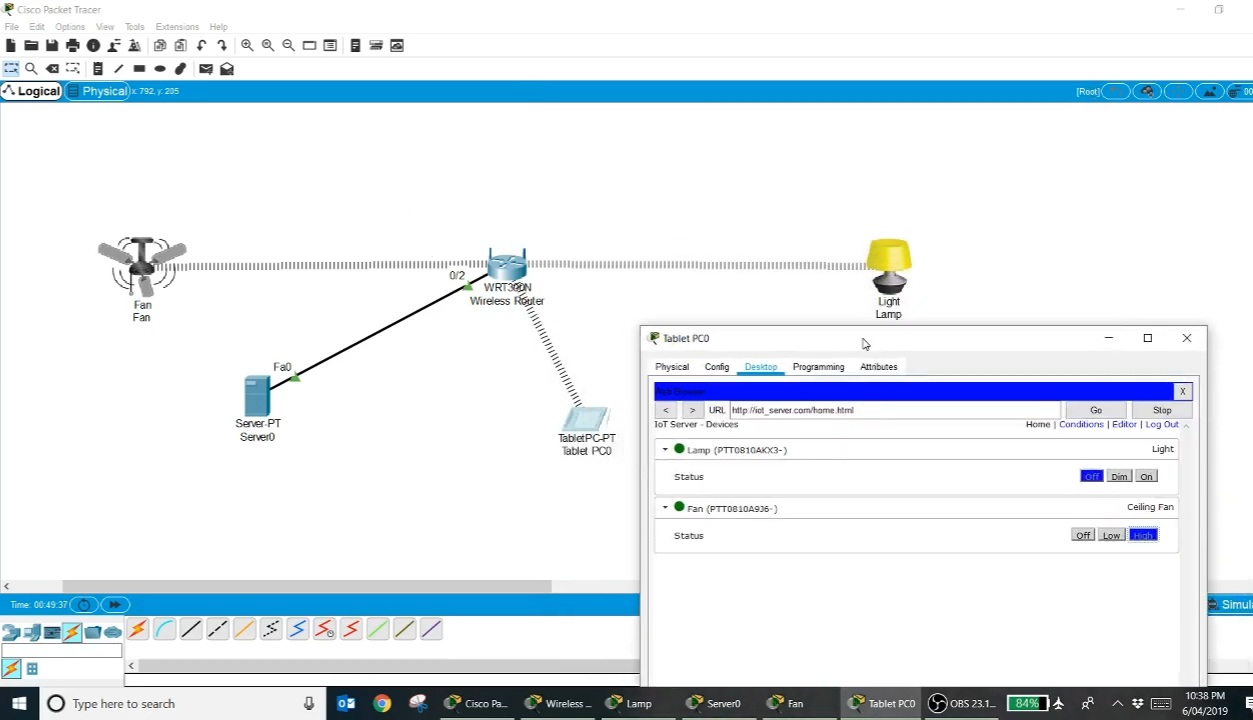 Cisco Packet Tracer
File Edit Options View Tools Extensions Help
Logical Physical x: 792, y: 205 [Root]
0/2
WRT300N
Wireless Router
Fan
Fan
Light
Lamp
Fa0
Server-PT
Server0
TabletPC-PT
Tablet PC0
Tablet PC0
Physical Config Desktop Programming Attributes
Web Browser X
< > URL http://iot_server.com/home.html Go Stop
IoT Server - Devices Home | Conditions | Editor | Log Out
Lamp (PTT0810AKX3-) Light
Status Off Dim On
Fan (PTT0810A9J6-) Ceiling Fan
Status Off Low High
Time: 00:49:37
Type here to search
Cisco Pa... Wireless ... Lamp Server0 Fan Tablet PC0 OBS 23.1... 84%
10:38 PM
6/04/2019